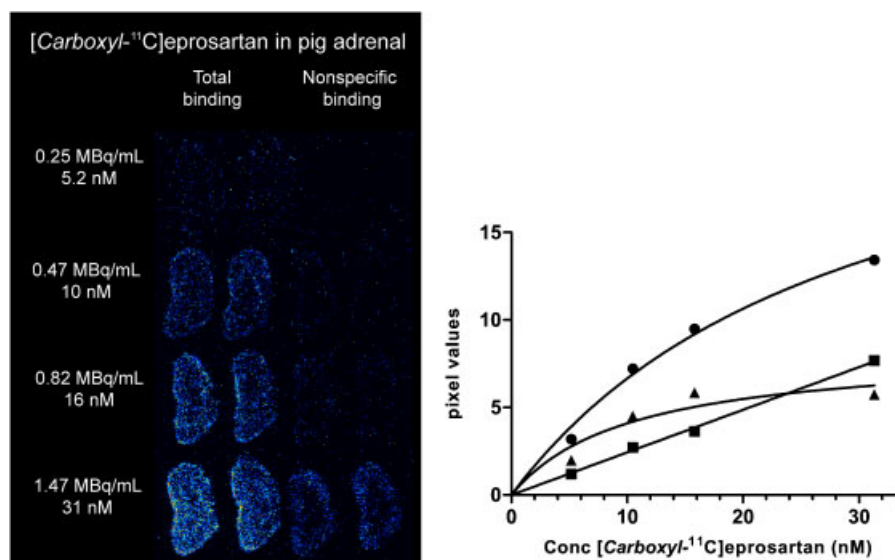 [Carboxyl-¹¹C]eprosartan in pig adrenal
Total binding
Nonspecific binding
0.25 MBq/mL
5.2 nM
0.47 MBq/mL
10 nM
0.82 MBq/mL
16 nM
1.47 MBq/mL
31 nM
15
10
5
0
pixel values
0 10 20 30
Conc [Carboxyl-¹¹C]eprosartan (nM)